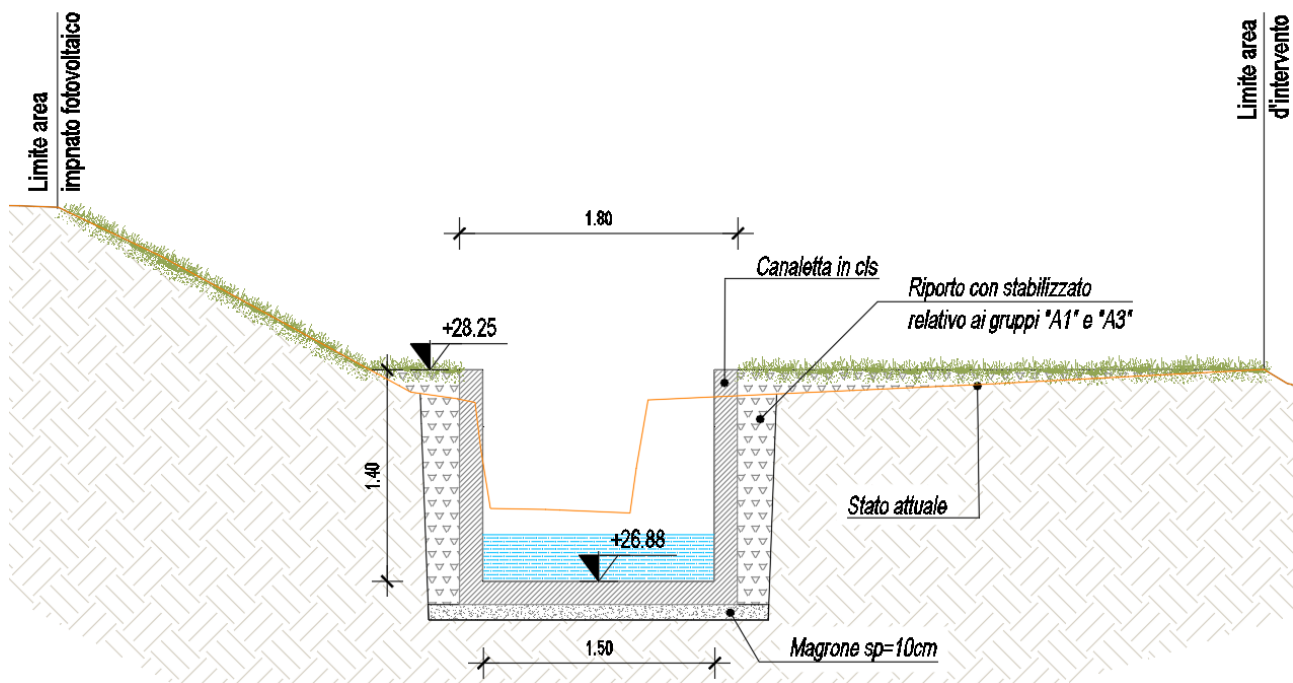 Limite area
impnato fotovoltaico
Limite area
d'intervento
1.80
Canaletta in cls
Riporto con stabilizzato
relativo ai gruppi "A1" e "A3"
+28.25
1.40
Stato attuale
+26.88
1.50
Magrone sp=10cm